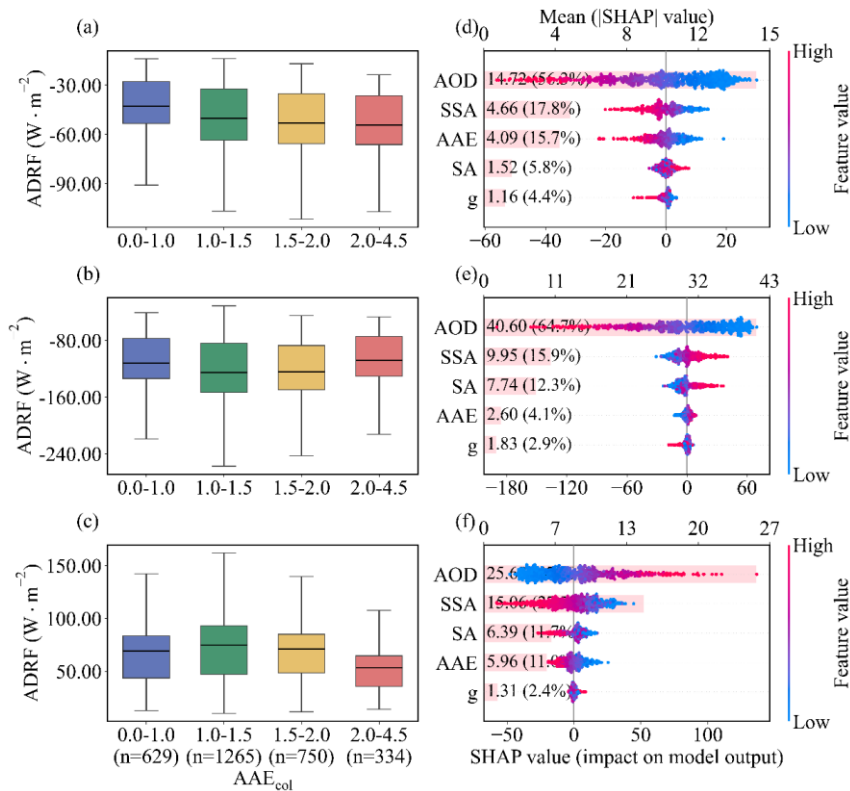 (a)
ADRF (W · m⁻²)
-30.00
-60.00
-90.00
0.0-1.0 1.0-1.5 1.5-2.0 2.0-4.5
(d)
Mean (|SHAP| value)
0 4 8 11 15
AOD 14.72 (56.3%)
SSA 4.66 (17.8%)
AAE 4.09 (15.7%)
SA 1.52 (5.8%)
g 1.16 (4.4%)
−60 −40 −20 0 20
High
Feature value
Low
(b)
ADRF (W · m⁻²)
-80.00
-160.00
-240.00
0.0-1.0 1.0-1.5 1.5-2.0 2.0-4.5
(e)
0 11 21 32 43
AOD 40.60 (64.7%)
SSA 9.95 (15.9%)
SA 7.74 (12.3%)
AAE 2.60 (4.1%)
g 1.83 (2.9%)
−180 −120 −60 0 60
High
Feature value
Low
(c)
ADRF (W · m⁻²)
150.00
100.00
50.00
0.0-1.0 1.0-1.5 1.5-2.0 2.0-4.5
(n=629) (n=1265) (n=750) (n=334)
AAEcol
(f)
0 7 13 20 27
AOD
SSA 15.06
SA 6.39 (11.7%)
AAE 5.96
g 1.31 (2.4%)
−50 0 50 100
SHAP value (impact on model output)
High
Feature value
Low